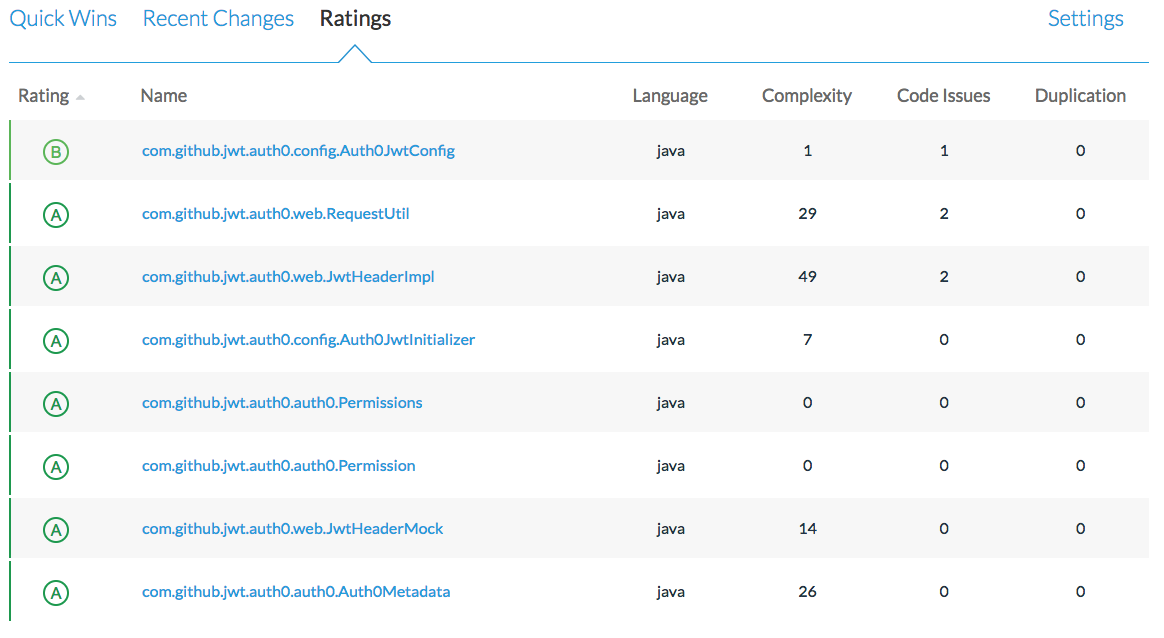 Quick Wins Recent Changes Ratings Settings
Rating Name Language Complexity Code Issues Duplication
B com.github.jwt.auth0.config.Auth0JwtConfig java 1 1 0
A com.github.jwt.auth0.web.RequestUtil java 29 2 0
A com.github.jwt.auth0.web.JwtHeaderImpl java 49 2 0
A com.github.jwt.auth0.config.Auth0JwtInitializer java 7 0 0
A com.github.jwt.auth0.auth0.Permissions java 0 0 0
A com.github.jwt.auth0.auth0.Permission java 0 0 0
A com.github.jwt.auth0.web.JwtHeaderMock java 14 0 0
A com.github.jwt.auth0.auth0.Auth0Metadata java 26 0 0